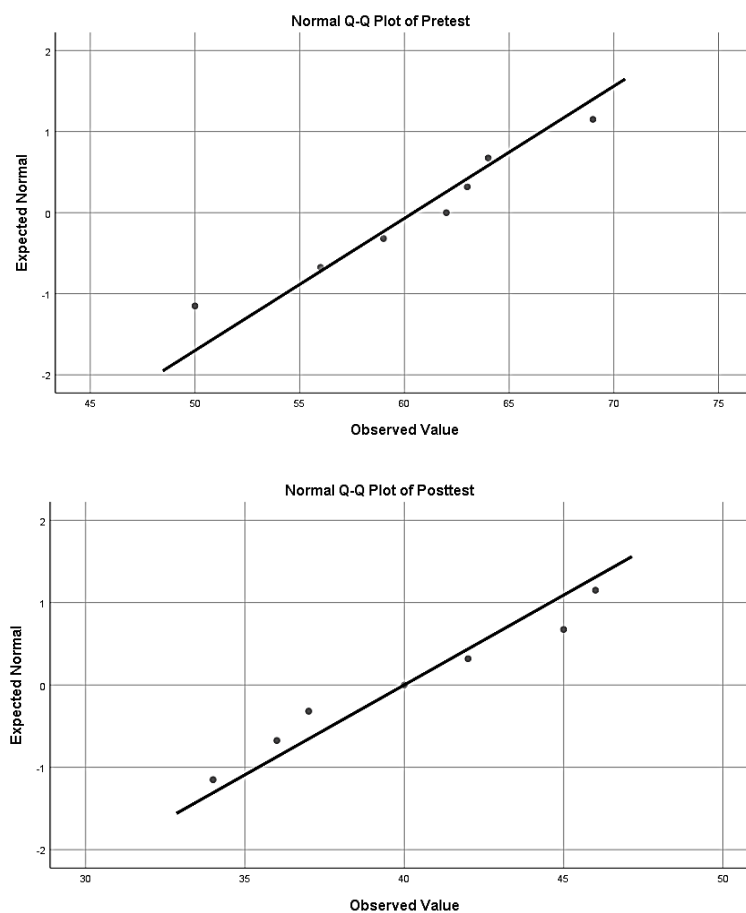 Normal Q-Q Plot of Pretest
2
1
0
-1
-2
Expected Normal
45 50 55 60 65 70 75
Observed Value
Normal Q-Q Plot of Posttest
2
1
0
-1
-2
Expected Normal
30 35 40 45 50
Observed Value